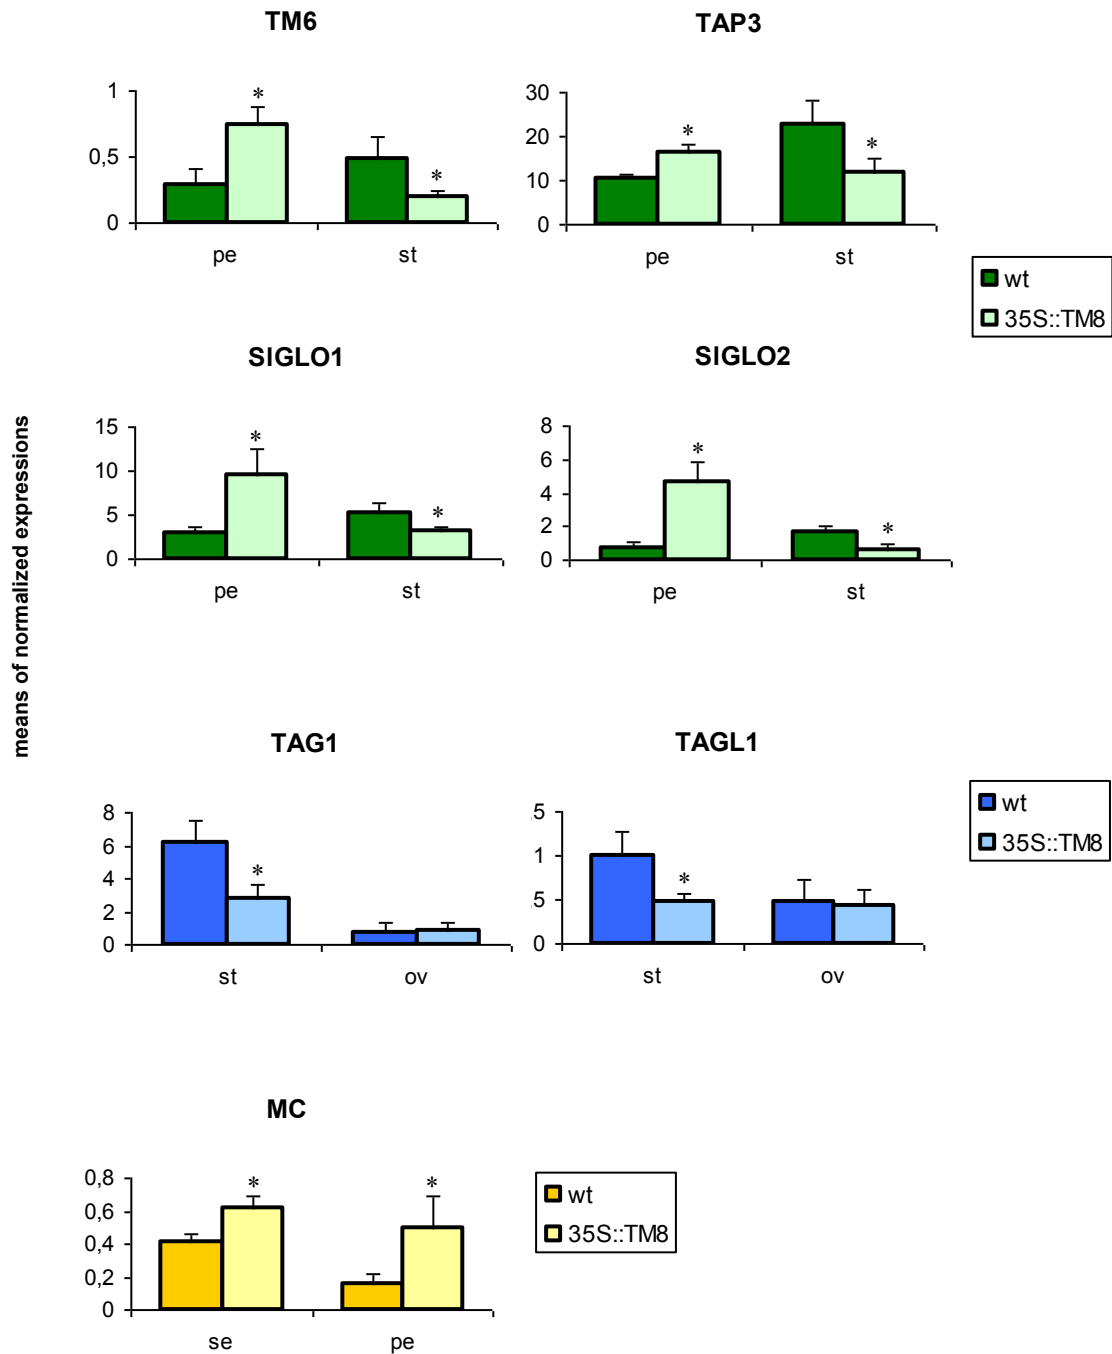 TM6
TAP3
1
0,5
0
*
*
pe
st
30
20
10
0
*
*
pe
st
wt
35S::TM8
means of normalized expressions
SIGLO1
SIGLO2
15
10
5
0
*
*
pe
st
8
6
4
2
0
*
*
pe
st
TAG1
TAGL1
8
6
4
2
0
*
st
ov
,5
1
,5
0
*
st
ov
wt
35S::TM8
MC
0,8
0,6
0,4
0,2
0
*
*
se
pe
wt
35S::TM8